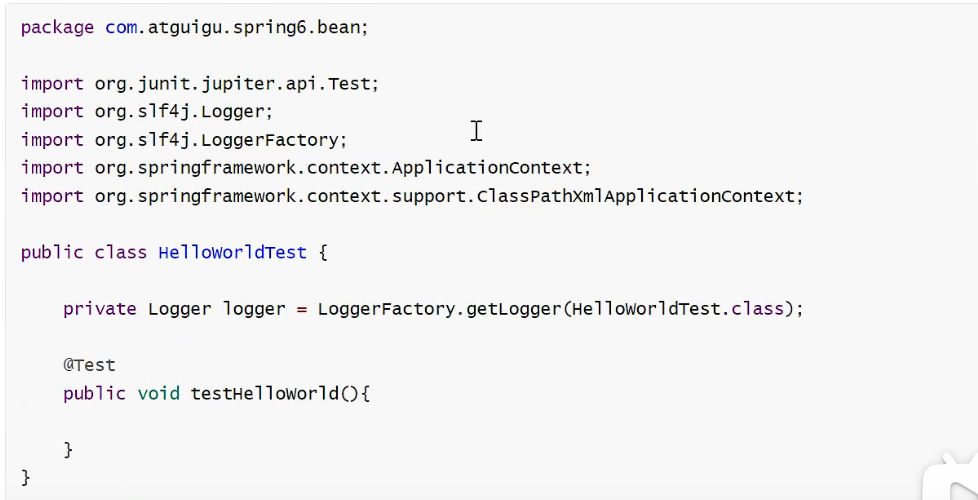 package com.atguigu.spring6.bean;
import org.junit.jupiter.api.Test;
import org.slf4j.Logger;
import org.slf4j.LoggerFactory;
import org.springframework.context.ApplicationContext;
import org.springframework.context.support.ClassPathXmlApplicationContext;
public class HelloWorldTest {
    private Logger logger = LoggerFactory.getLogger(HelloWorldTest.class);
    @Test
    public void testHelloWorld(){
    }
}